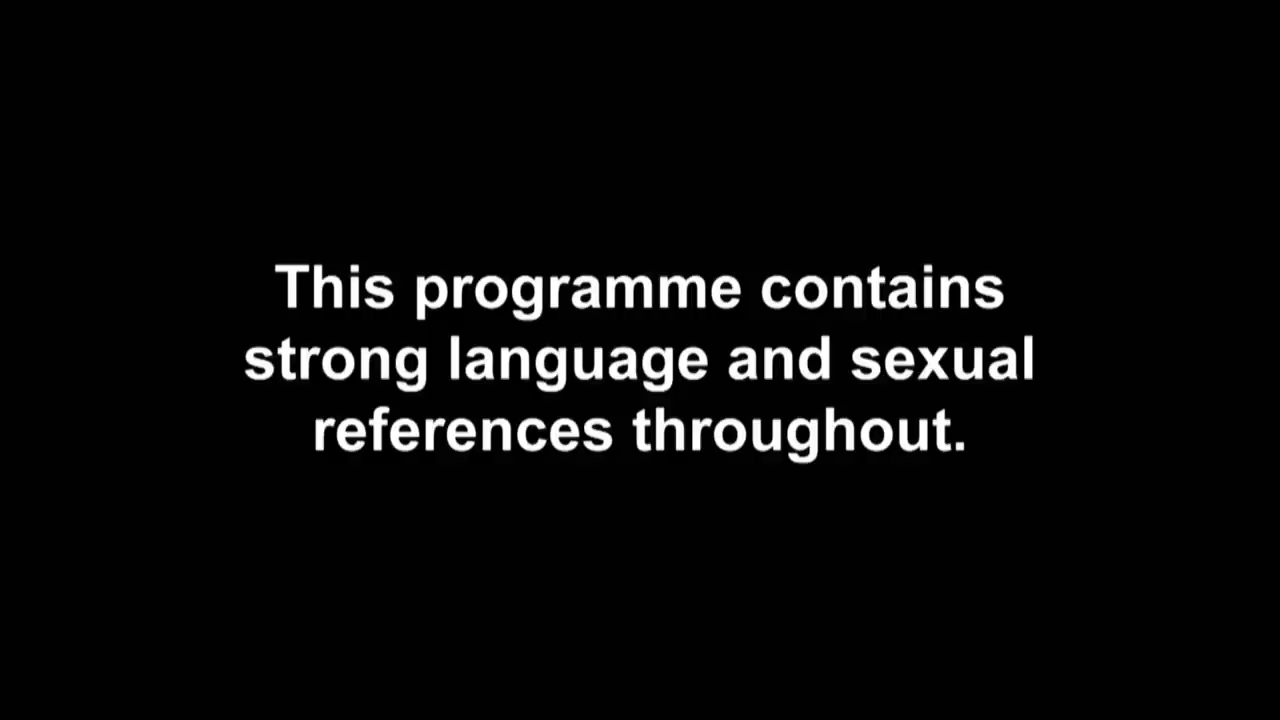 This programme contains
strong language and sexual
references throughout.